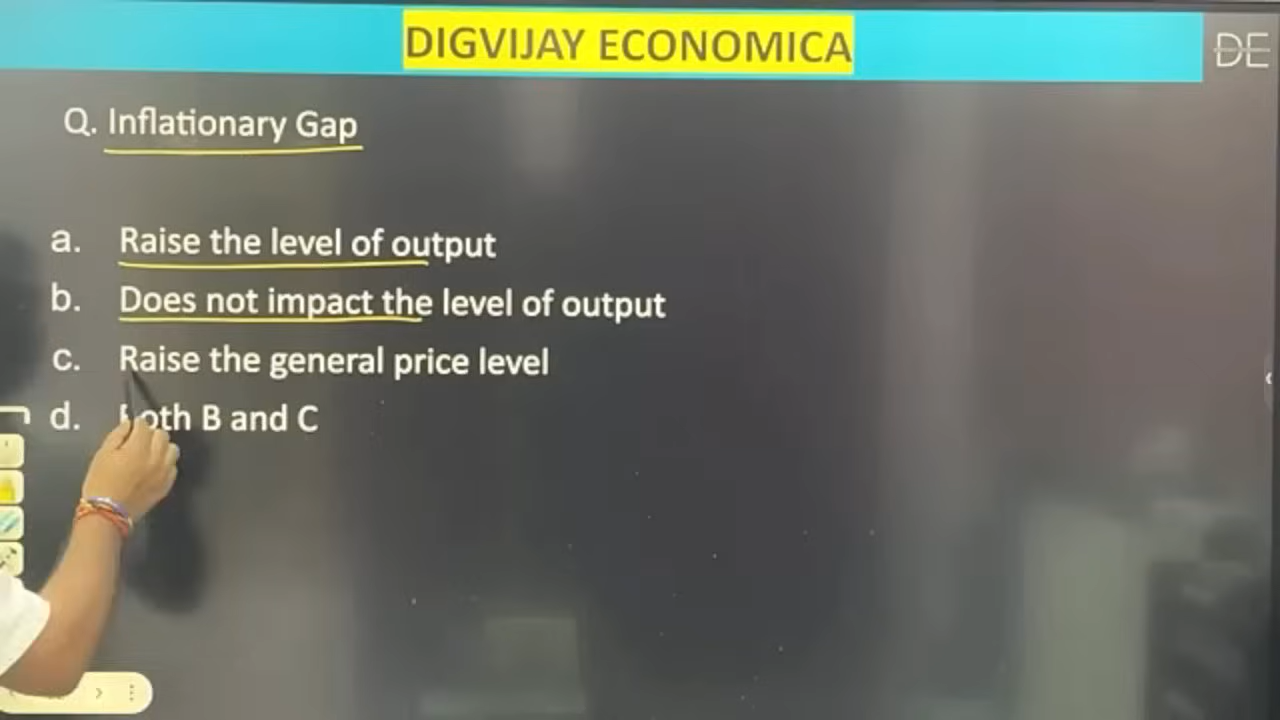 DIGVIJAY ECONOMICA
DE
Q. Inflationary Gap
a. Raise the level of output
b. Does not impact the level of output
c. Raise the general price level
d. Both B and C